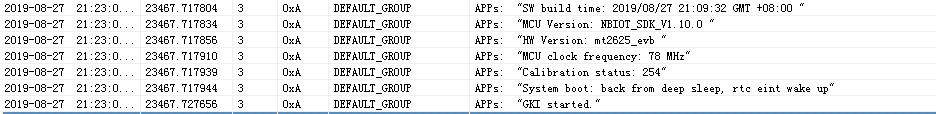 2019-08-27 21:23:0... 23467.717804 3 0xA DEFAULT_GROUP APPs: "SW build time: 2019/08/27 21:09:32 GMT +08:00 "
2019-08-27 21:23:0... 23467.717834 3 0xA DEFAULT_GROUP APPs: "MCU Version: NBIOT_SDK_V1.10.0 "
2019-08-27 21:23:0... 23467.717856 3 0xA DEFAULT_GROUP APPs: "HW Version: mt2625_evb "
2019-08-27 21:23:0... 23467.717910 3 0xA DEFAULT_GROUP APPs: "MCU clock frequency: 78 MHz"
2019-08-27 21:23:0... 23467.717939 3 0xA DEFAULT_GROUP APPs: "Calibration status: 254"
2019-08-27 21:23:0... 23467.717944 3 0xA DEFAULT_GROUP APPs: "System boot: back from deep sleep, rtc eint wake up"
2019-08-27 21:23:0... 23467.727656 3 0xA DEFAULT_GROUP APPs: "GKI started."